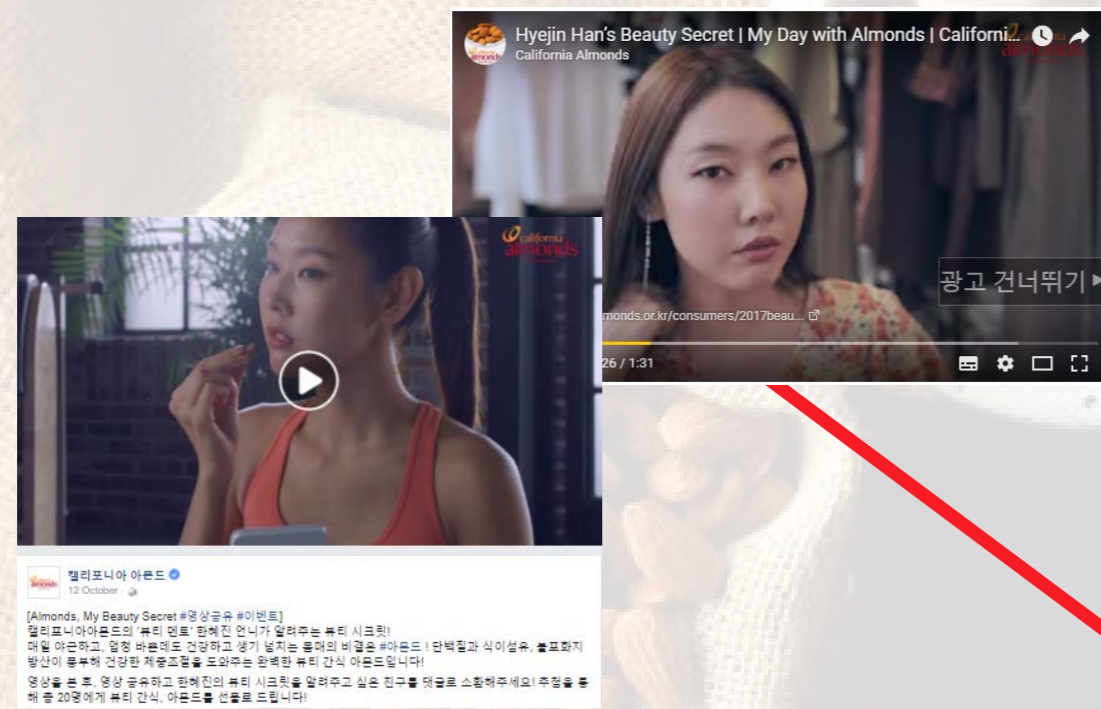 Hyejin Han's Beauty Secret | My Day with Almonds | Californi...
California Almonds
광고 건너뛰기
monds.or.kr/consumers/2017beau...
26 / 1:31
california
almonds
캘리포니아 아몬드
12 October
[Almonds, My Beauty Secret #영상공유 #이벤트]
캘리포니아아몬드의 '뷰티 멘토' 한혜진 언니가 알려주는 뷰티 시크릿!
매일 야근하고, 엄청 바쁜데도 건강하고 생기 넘치는 몸매의 비결은 #아몬드 ! 단백질과 식이섬유, 불포화지
방산이 풍부해 건강한 체중조절을 도와주는 완벽한 뷰티 간식 아몬드입니다!
영상을 본 후, 영상 공유하고 한혜진의 뷰티 시크릿을 알려주고 싶은 친구를 댓글로 소환해주세요! 추첨을 통
해 총 20명에게 뷰티 간식, 아몬드를 선물로 드립니다!